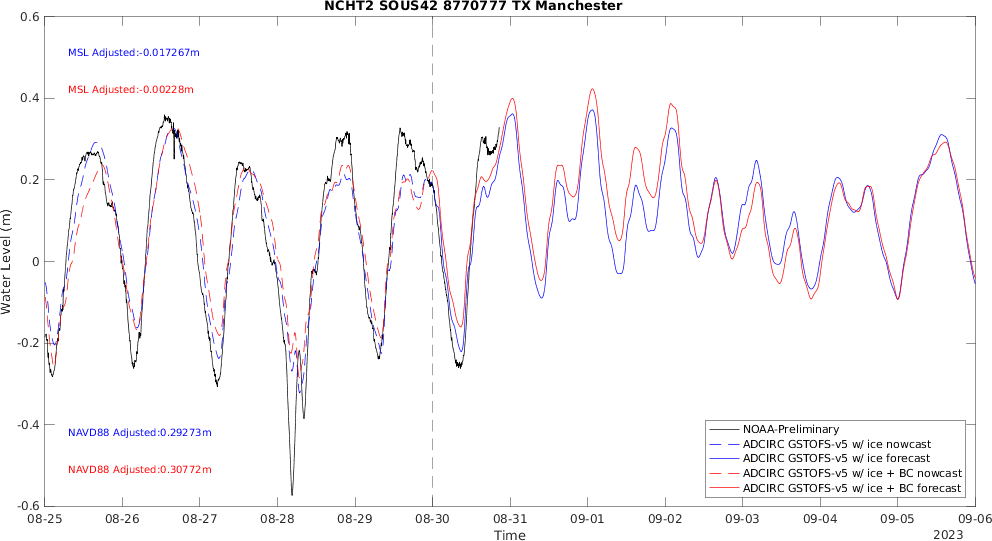 NCHT2 SOUS42 8770777 TX Manchester
0.6
MSL Adjusted:-0.017267m
MSL Adjusted:-0.00228m
0.4
0.2
Water Level (m)
0
-0.2
-0.4
NAVD88 Adjusted:0.29273m
NAVD88 Adjusted:0.30772m
NOAA-Preliminary
ADCIRC GSTOFS-v5 w/ ice nowcast
ADCIRC GSTOFS-v5 w/ ice forecast
ADCIRC GSTOFS-v5 w/ ice + BC nowcast
ADCIRC GSTOFS-v5 w/ ice + BC forecast
-0.6
08-25 08-26 08-27 08-28 08-29 08-30 08-31 09-01 09-02 09-03 09-04 09-05 09-06
Time
2023